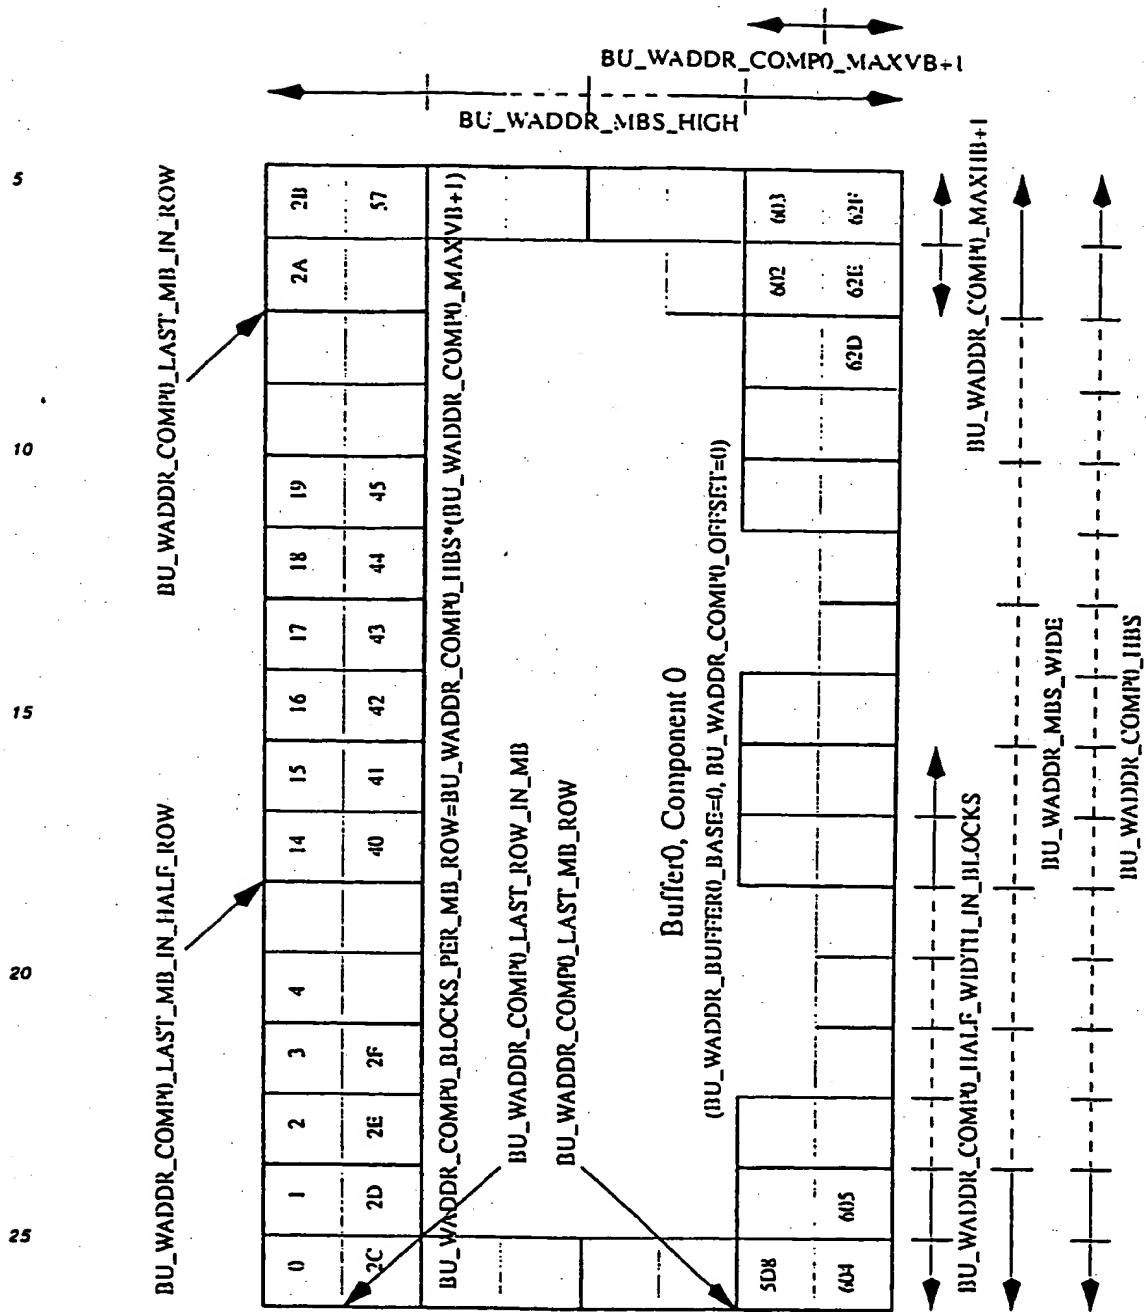 BU_WADDR_COMP0_MAXVB+1
BU_WADDR_MBS_HIGH
5
10
15
20
25
BU_WADDR_COMP0_LAST_MB_IN_HALF_ROW
BU_WADDR_COMP0_LAST_MB_IN_ROW
0 1 2 3 4 14 15 16 17 18 19 2A 2B
2C 2D 2E 2F 40 41 42 43 44 45 57
BU_WADDR_COMP0_BLOCKS_PER_MB_ROW=BU_WADDR_COMP0_HBS*(BU_WADDR_COMP0_MAXVB+1)
BU_WADDR_COMP0_LAST_ROW_IN_MB
BU_WADDR_COMP0_LAST_MB_ROW
Buffer0, Component 0
(BU_WADDR_BUFFER0_BASE=0, BU_WADDR_COMP0_OFFSET=0)
5D8 602 603
604 605 62D 62E 62F
BU_WADDR_COMP0_HALF_WIDTH_IN_BLOCKS
BU_WADDR_COMP0_MAXHB+1
BU_WADDR_MBS_WIDE
BU_WADDR_COMP0_HBS